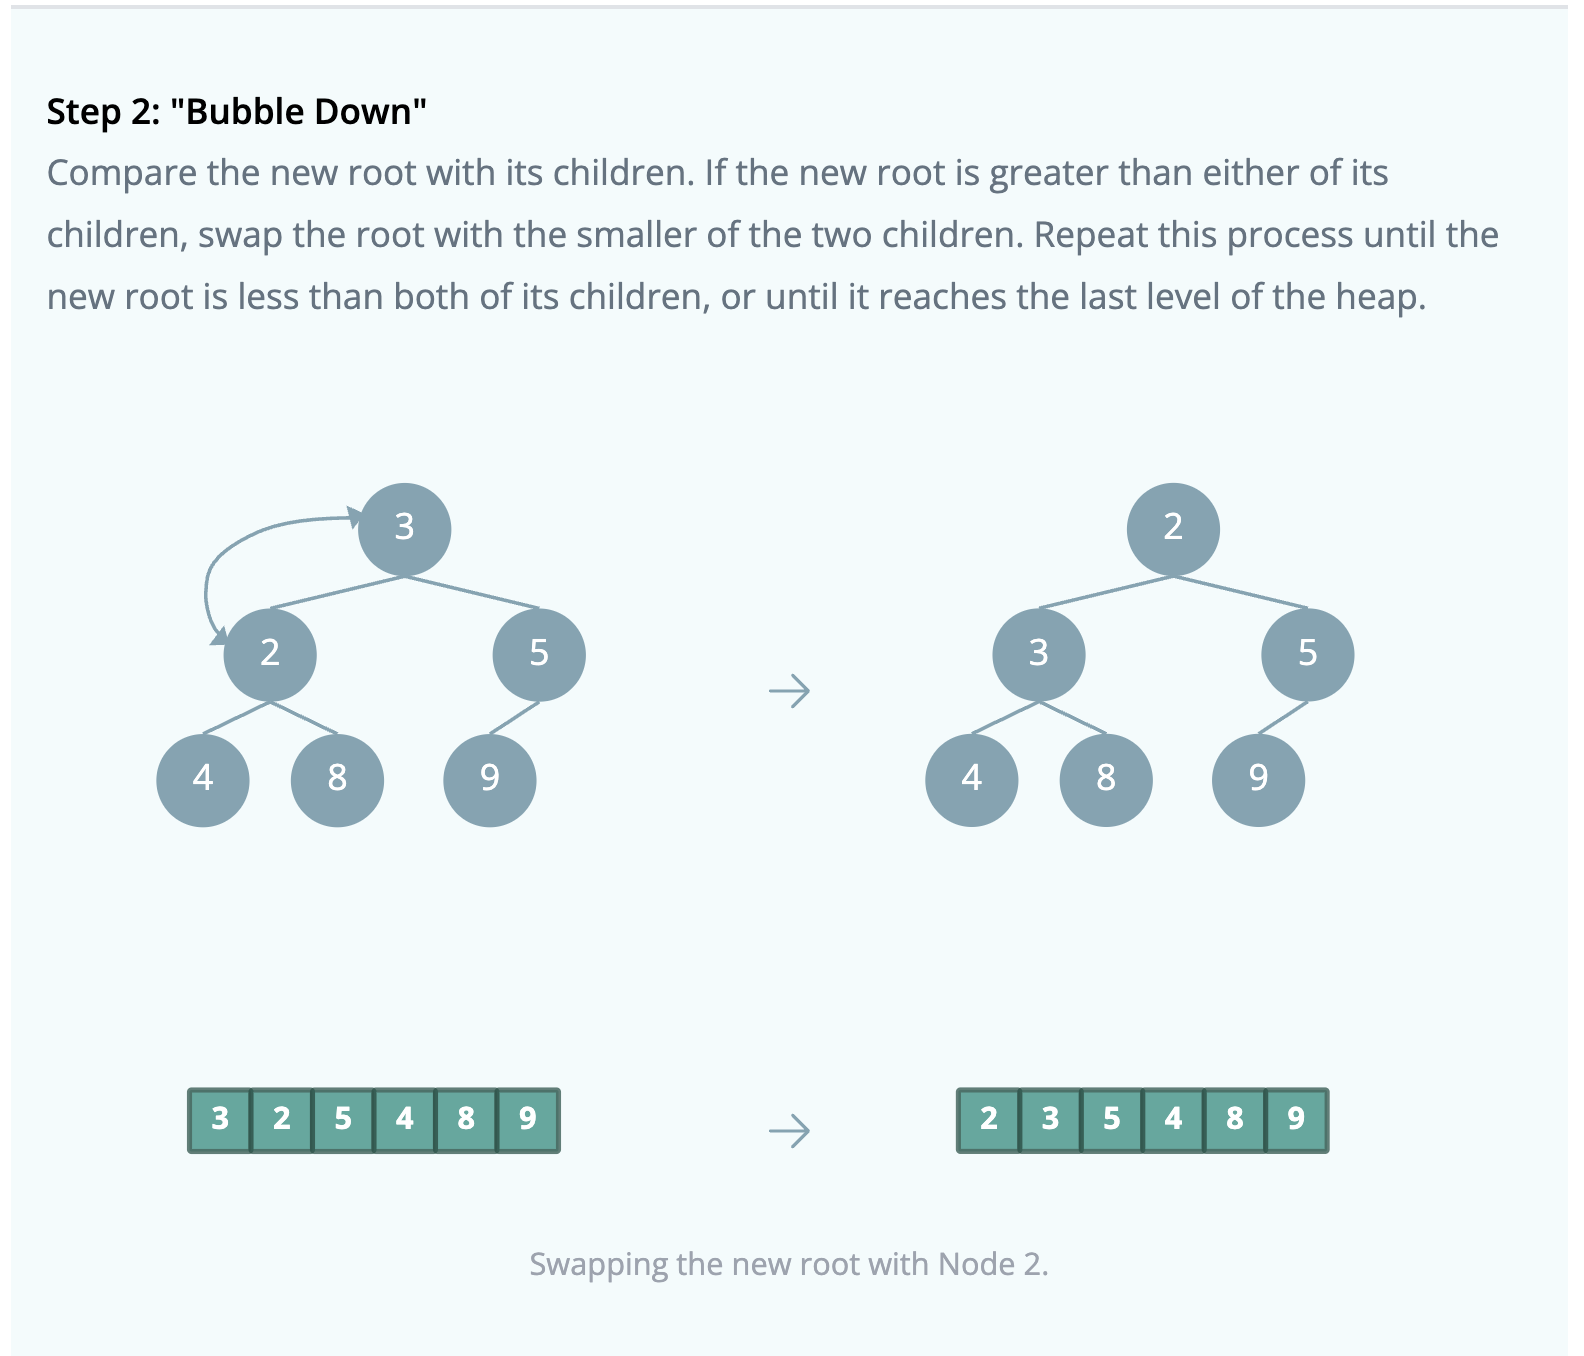 Step 2: "Bubble Down"
Compare the new root with its children. If the new root is greater than either of its
children, swap the root with the smaller of the two children. Repeat this process until the
new root is less than both of its children, or until it reaches the last level of the heap.
3 2
2 5 3 5
4 8 9 4 8 9
3 2 5 4 8 9 2 3 5 4 8 9
Swapping the new root with Node 2.